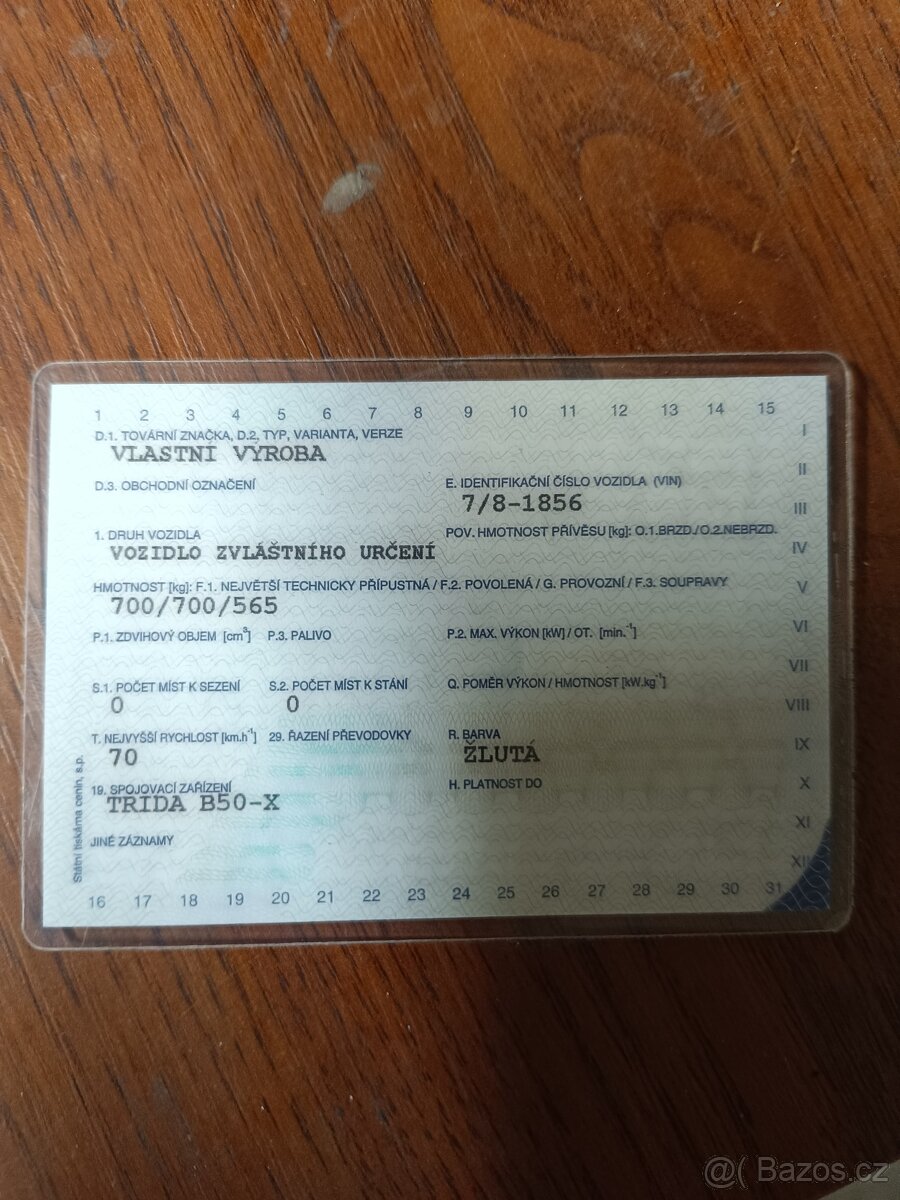 1 2 3 4 5 6 7 8 9 10 11 12 13 14 15
D.1. TOVÁRNÍ ZNAČKA, D.2. TYP, VARIANTA, VERZE
I
VLASTNÍ VÝROBA
II
D.3. OBCHODNÍ OZNAČENÍ
E. IDENTIFIKAČNÍ ČÍSLO VOZIDLA (VIN)
7/8-1856
III
1. DRUH VOZIDLA
POV. HMOTNOST PŘÍVĚSU [kg]: O.1.BRZD./O.2.NEBRZD.
VOZIDLO ZVLÁŠTNÍHO URČENÍ
IV
HMOTNOST [kg]: F.1. NEJVĚTŠÍ TECHNICKY PŘÍPUSTNÁ / F.2. POVOLENÁ / G. PROVOZNÍ / F.3. SOUPRAVY
V
700/700/565
P.1. ZDVIHOVÝ OBJEM [cm³] P.3. PALIVO
P.2. MAX. VÝKON [kW] / OT. [min.⁻¹]
VI
VII
S.1. POČET MÍST K SEZENÍ
S.2. POČET MÍST K STÁNÍ
Q. POMĚR VÝKON / HMOTNOST [kW.kg⁻¹]
0
0
VIII
T. NEJVYŠŠÍ RYCHLOST [km.h⁻¹]
29. ŘAZENÍ PŘEVODOVKY
R. BARVA
70
ŽLUTÁ
IX
19. SPOJOVACÍ ZAŘÍZENÍ
H. PLATNOST DO
X
TŘÍDA B50-X
XI
JINÉ ZÁZNAMY
XII
Státní tiskárna cenin, s.p.
16 17 18 19 20 21 22 23 24 25 26 27 28 29 30 31
@( Bazos.cz